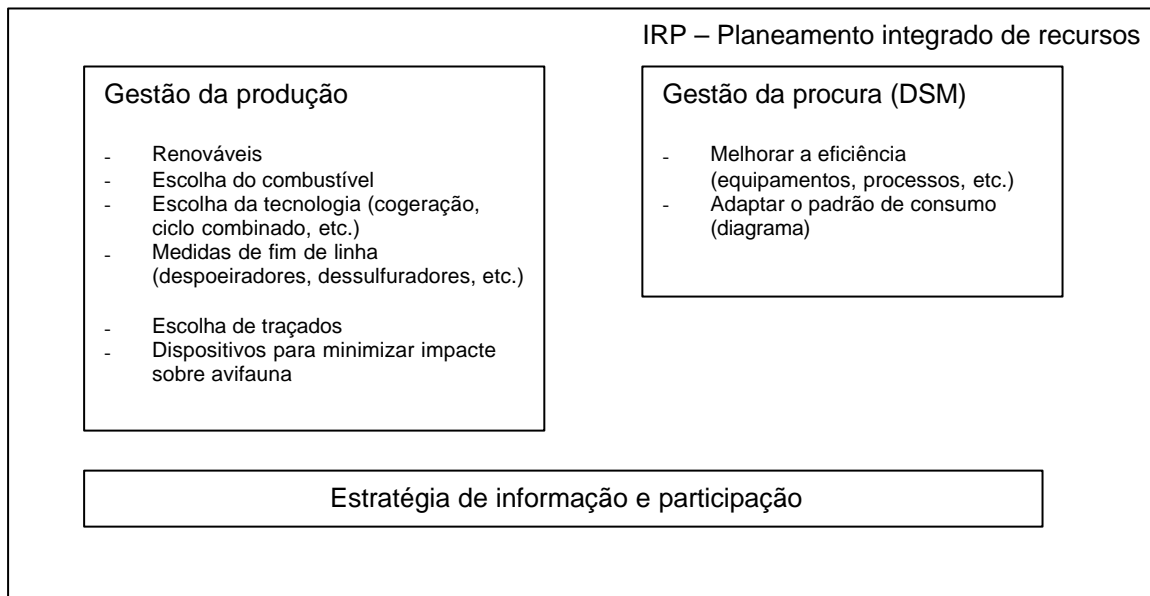 IRP – Planeamento integrado de recursos
Gestão da produção
- Renováveis
- Escolha do combustível
- Escolha da tecnologia (cogeração,
ciclo combinado, etc.)
- Medidas de fim de linha
(despoeiradores, dessulfuradores, etc.)
- Escolha de traçados
- Dispositivos para minimizar impacte
sobre avifauna
Gestão da procura (DSM)
- Melhorar a eficiência
(equipamentos, processos, etc.)
- Adaptar o padrão de consumo
(diagrama)
Estratégia de informação e participação